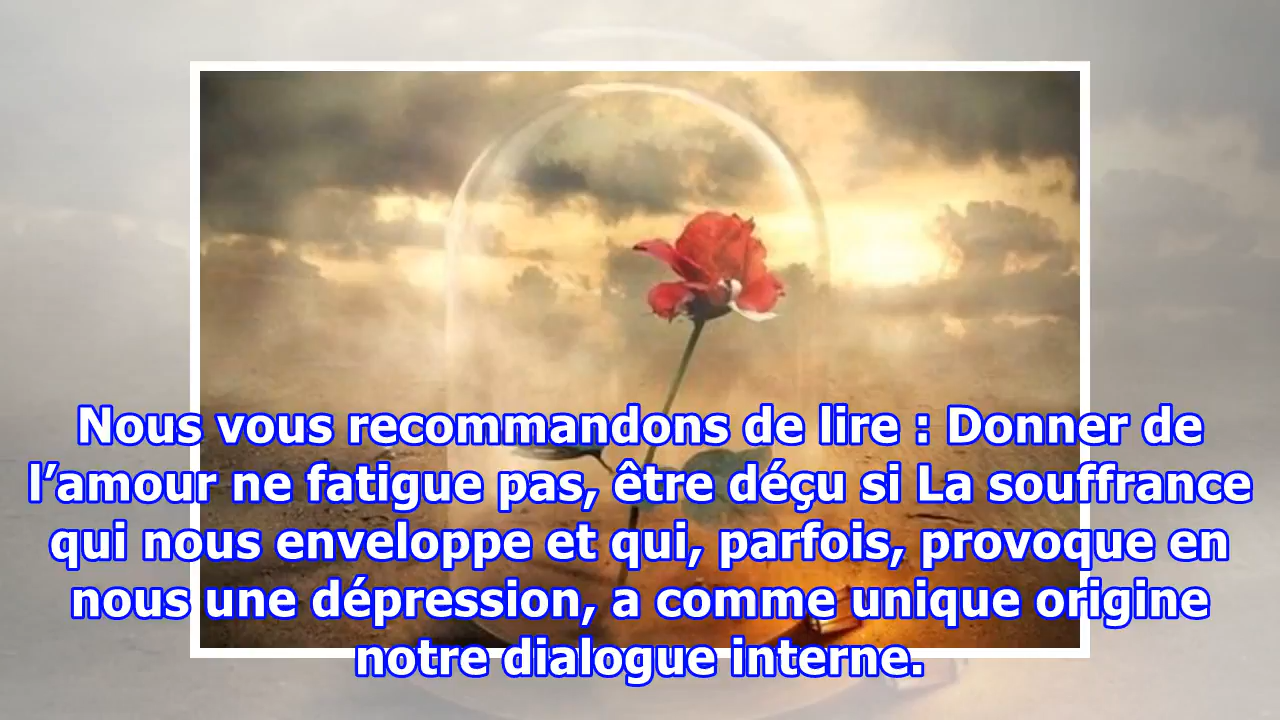 Nous vous recommandons de lire : Donner de
l’amour ne fatigue pas, être déçu si La souffrance
qui nous enveloppe et qui, parfois, provoque en
nous une dépression, a comme unique origine
notre dialogue interne.